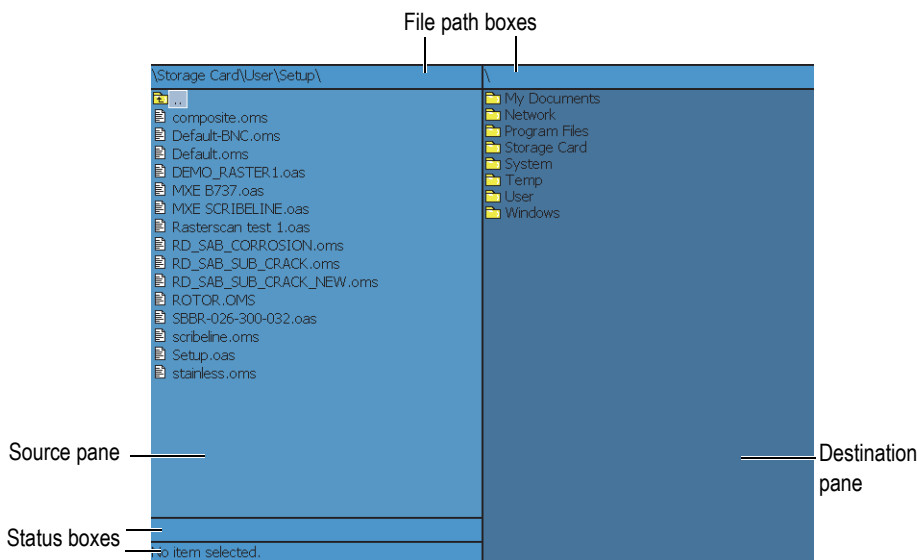 File path boxes
\Storage Card\User\Setup\
\
..
composite.oms
Default-BNC.oms
Default.oms
DEMO_RASTER1.oas
MXE B737.oas
MXE SCRIBELINE.oas
Rasterscan test 1.oas
RD_SAB_CORROSION.oms
RD_SAB_SUB_CRACK.oms
RD_SAB_SUB_CRACK_NEW.oms
ROTOR.OMS
SBBR-026-300-032.oas
scribeline.oms
Setup.oas
stainless.oms
My Documents
Network
Program Files
Storage Card
System
Temp
User
Windows
Source pane
Destination
pane
Status boxes
No item selected.